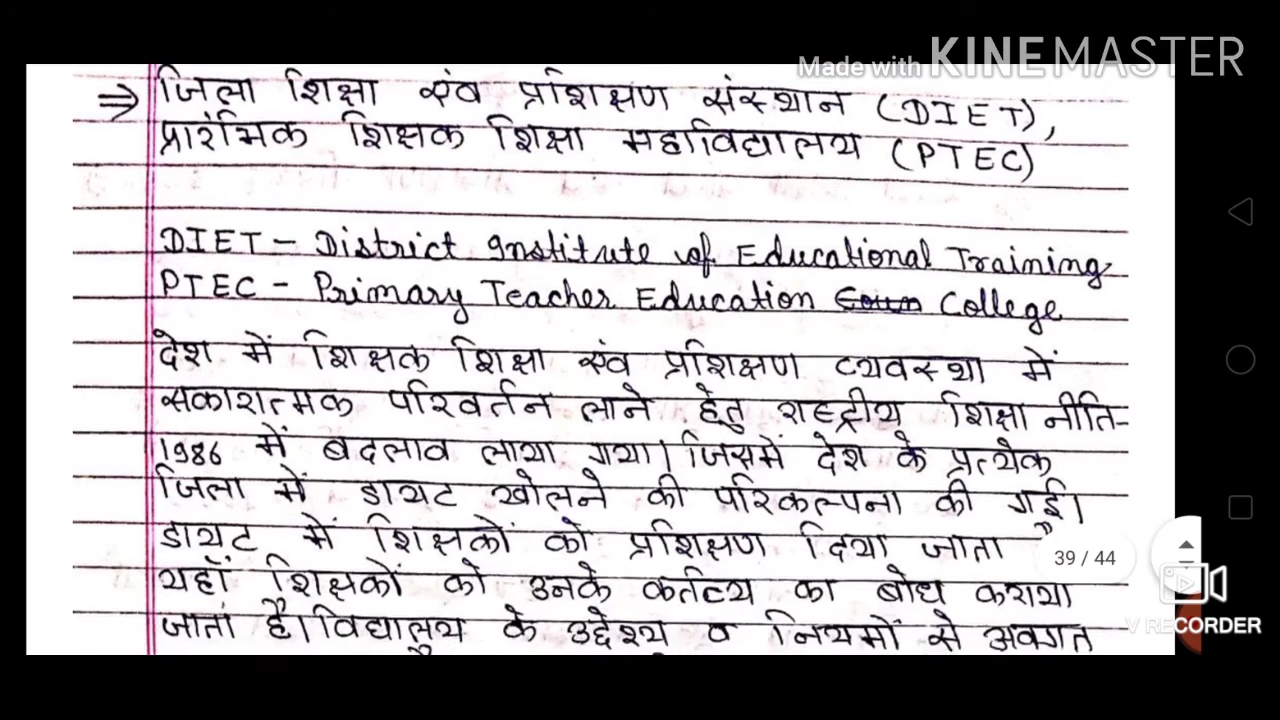 Made with KINEMASTER
⇒ जिला शिक्षा एंव प्रशिक्षण संस्थान (DIET),
प्रारंभिक शिक्षक शिक्षा महाविद्यालय (PTEC)
DIET - District Institute of Educational Training
PTEC - Primary Teacher Education College
देश में शिक्षक शिक्षा एंव प्रशिक्षण व्यवस्था में
सकारात्मक परिवर्तन लाने हेतु राष्ट्रीय शिक्षा नीति-
1986 में बदलाव लाया गया। जिसमें देश के प्रत्येक
जिला में डायट खोलने की परिकल्पना की गई।
डायट में शिक्षकों को प्रशिक्षण दिया जाता
39 / 44
यहाँ शिक्षकों को उनके कर्तव्य का बोध कराया
जाता है। विद्यालय के उद्देश्य व नियमों से अवगत
V RECORDER